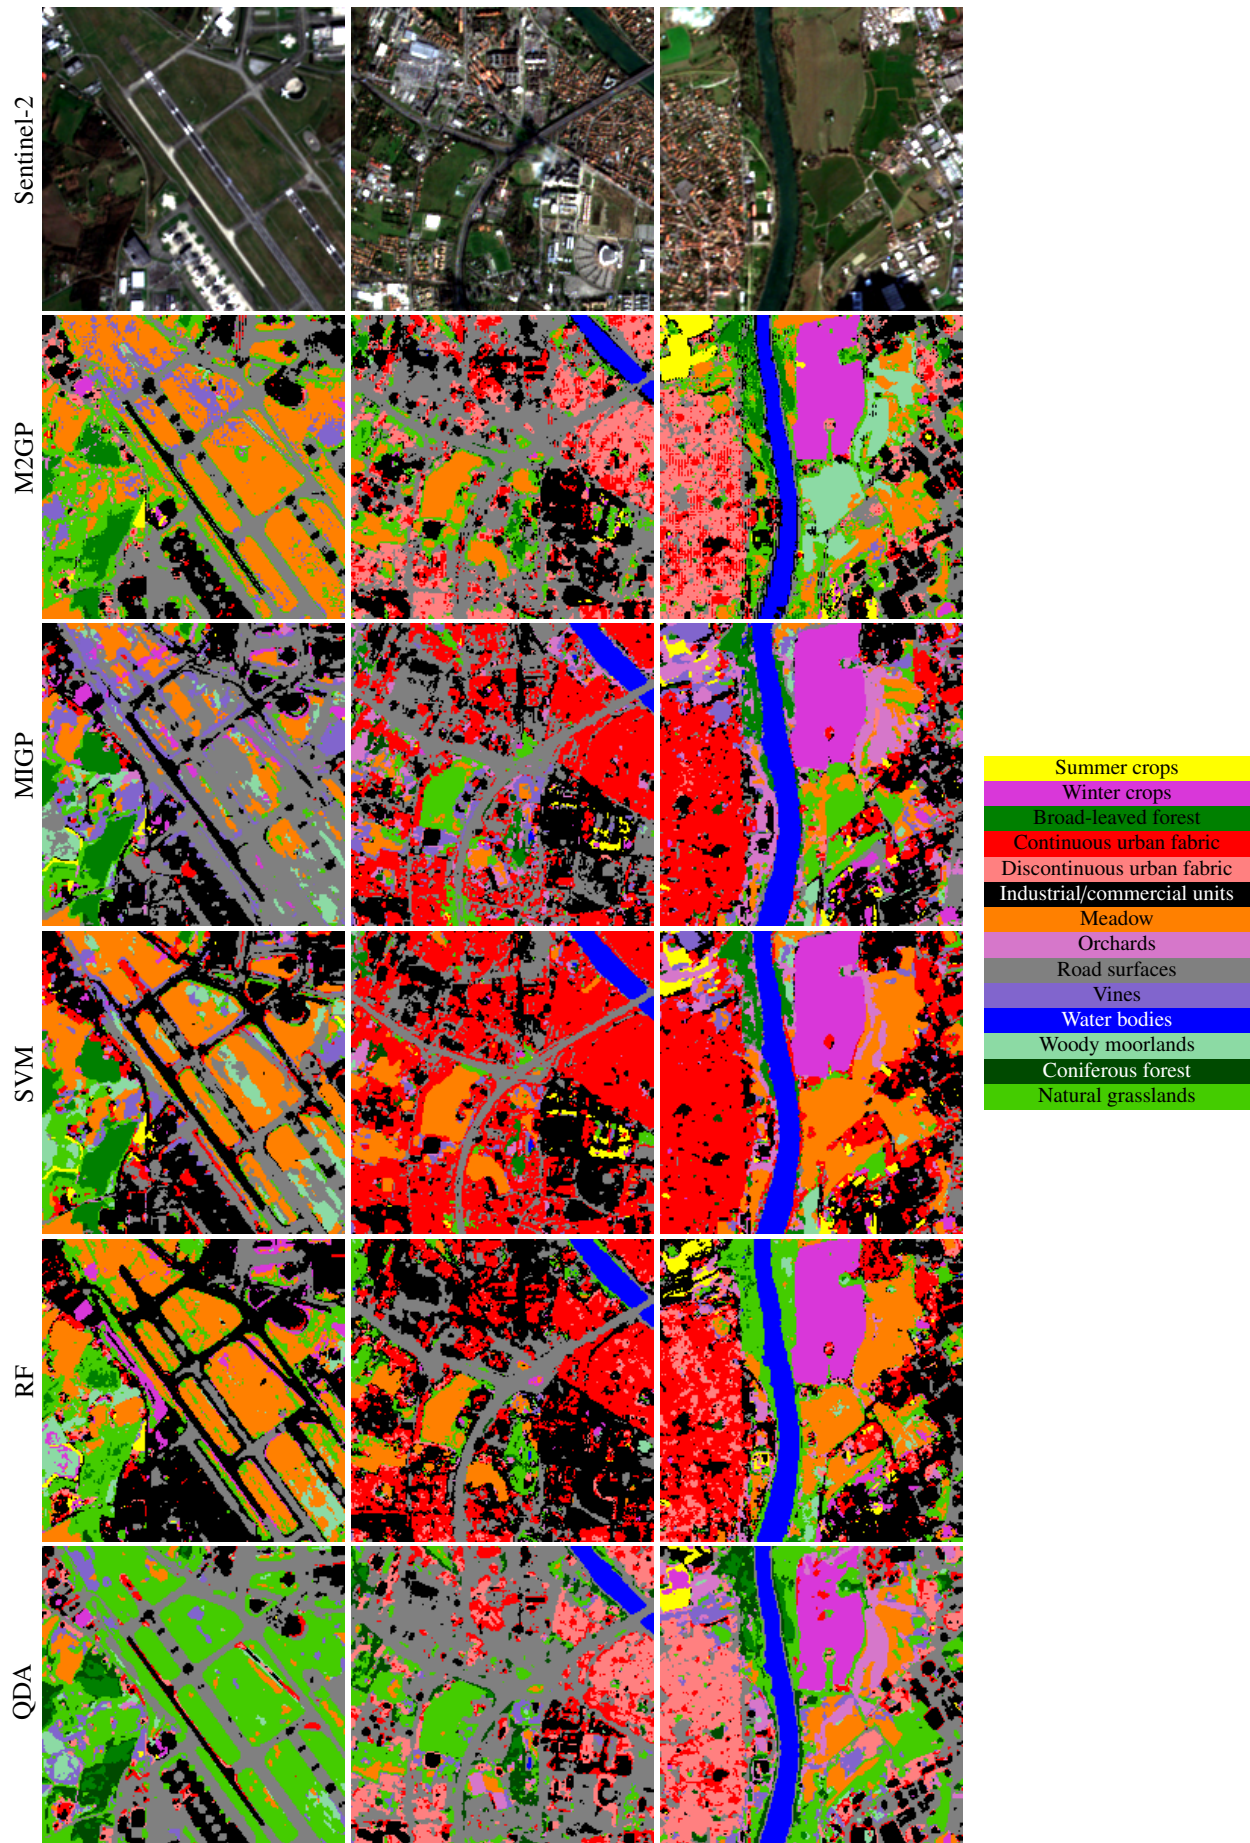 Sentinel-2
M2GP
MIGP
SVM
RF
QDA
Summer crops
Winter crops
Broad-leaved forest
Continuous urban fabric
Discontinuous urban fabric
Industrial/commercial units
Meadow
Orchards
Road surfaces
Vines
Water bodies
Woody moorlands
Coniferous forest
Natural grasslands